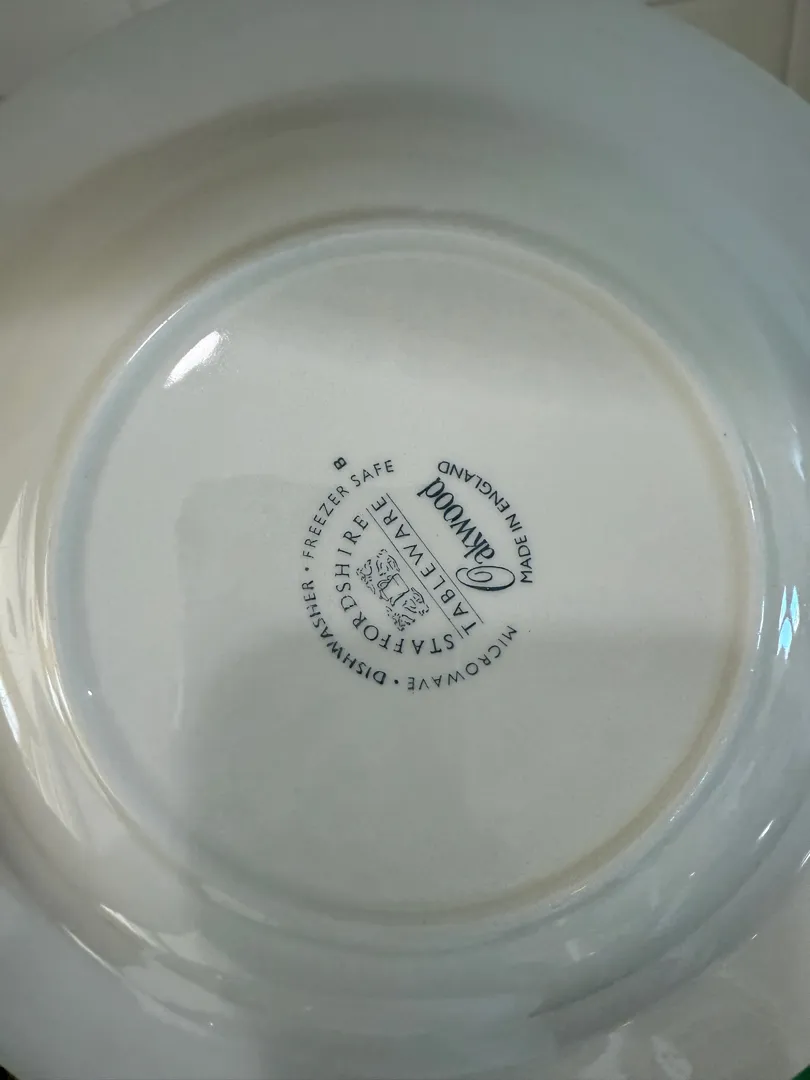 MICROWAVE • DISHWASHER • FREEZER SAFE
STAFFORDSHIRE
TABLEWARE
Oakwood
MADE IN ENGLAND
B